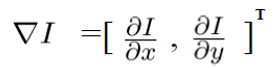 ∇I = [ ∂I/∂x , ∂I/∂y ]ᵀ